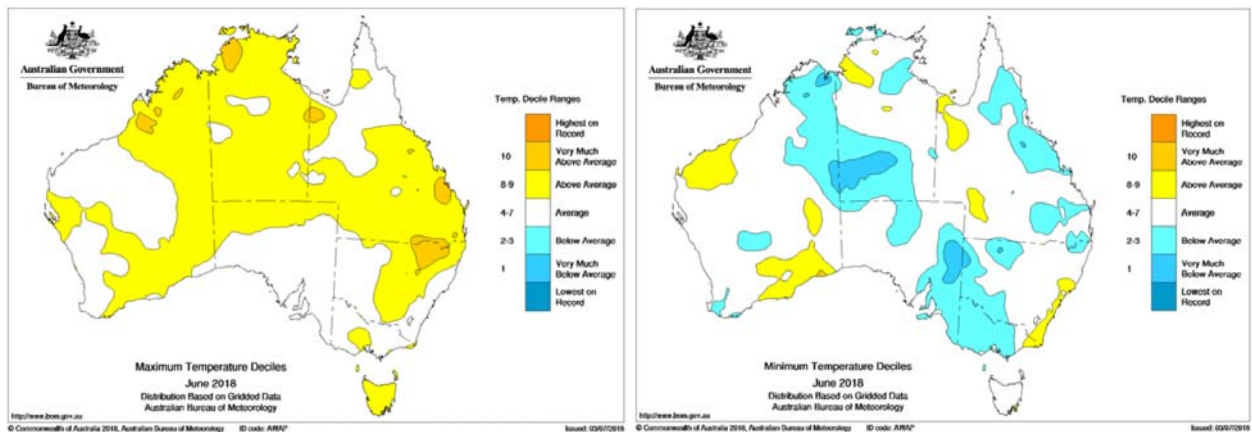 Australian Government
Bureau of Meteorology
Temp. Decile Ranges
Highest on
Record
10
Very Much
Above Average
8-9
Above Average
4-7
Average
2-3
Below Average
1
Very Much
Below Average
Lowest on
Record
Maximum Temperature Deciles
June 2018
Distribution Based on Gridded Data
Australian Bureau of Meteorology
http://www.bom.gov.au
© Commonwealth of Australia 2018, Australian Bureau of Meteorology
ID code: AWAP
Issued: 03/07/2018
Australian Government
Bureau of Meteorology
Temp. Decile Ranges
Highest on
Record
10
Very Much
Above Average
8-9
Above Average
4-7
Average
2-3
Below Average
1
Very Much
Below Average
Lowest on
Record
Minimum Temperature Deciles
June 2018
Distribution Based on Gridded Data
Australian Bureau of Meteorology
http://www.bom.gov.au
© Commonwealth of Australia 2018, Australian Bureau of Meteorology
ID code: AWAP
Issued: 03/07/2018